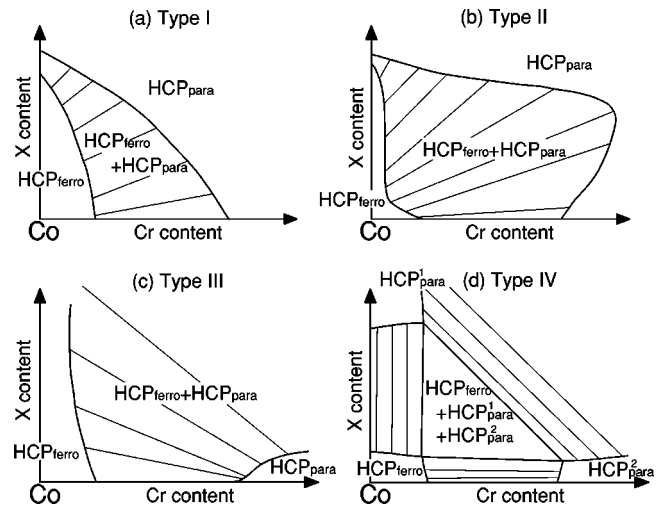 (a) Type I
X content
HCPpara
HCPferro
+HCPpara
HCPferro
Co
Cr content
(b) Type II
X content
HCPpara
HCPferro+HCPpara
HCPferro
Co
Cr content
(c) Type III
X content
HCPferro+HCPpara
HCPferro
HCPpara
Co
Cr content
(d) Type IV
HCP¹para
X content
HCPferro
+HCP¹para
+HCP²para
HCPferro
HCP²para
Co
Cr content